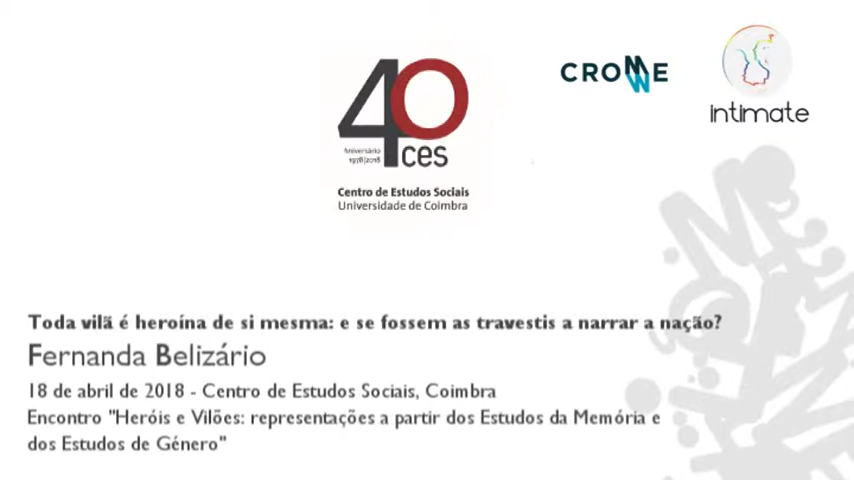 40
Aniversário
1978|2018
ces
Centro de Estudos Sociais
Universidade de Coimbra
CROME
intimate
Toda vilã é heroína de si mesma: e se fossem as travestis a narrar a nação?
Fernanda Belizário
18 de abril de 2018 - Centro de Estudos Sociais, Coimbra
Encontro "Heróis e Vilões: representações a partir dos Estudos da Memória e
dos Estudos de Género"